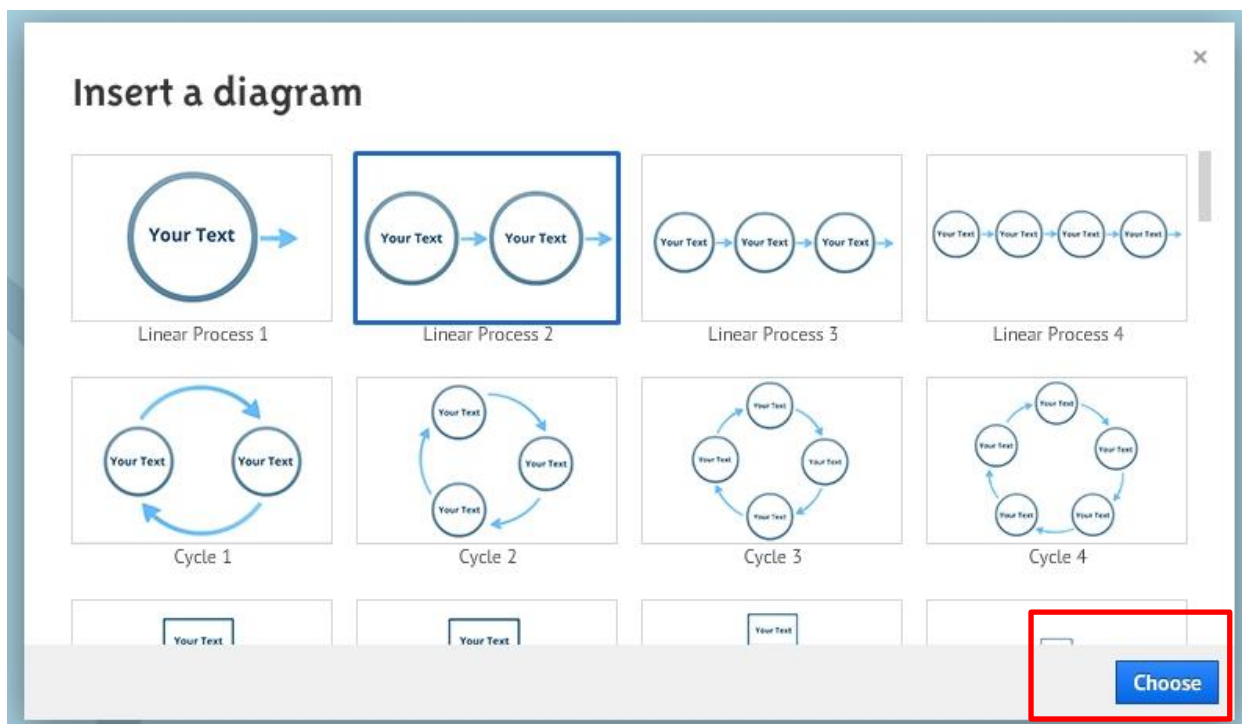 ×
Insert a diagram
Your Text
Your Text Your Text
Your Text Your Text Your Text
Your Text Your Text Your Text Your Text
Linear Process 1
Linear Process 2
Linear Process 3
Linear Process 4
Your Text Your Text
Your Text
Your Text
Your Text
Your Text
Your Text Your Text
Your Text
Your Text
Your Text Your Text
Your Text Your Text
Cycle 1
Cycle 2
Cycle 3
Cycle 4
Your Text
Your Text
Your Text
Choose